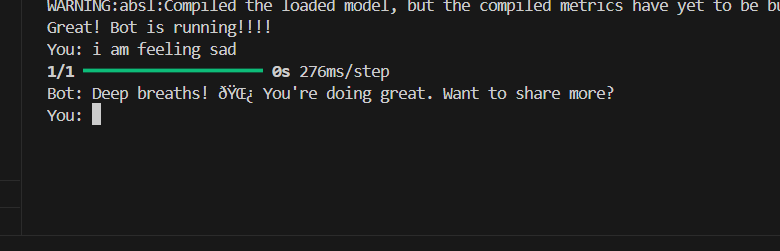 WARNING:absl:Compiled the loaded model, but the compiled metrics have yet to be bu
Great! Bot is running!!!!
You: i am feeling sad
1/1 ━━━━━━━━━━━━━━━━━━━━ 0s 276ms/step
Bot: Deep breaths! 🌿 You're doing great. Want to share more?
You: